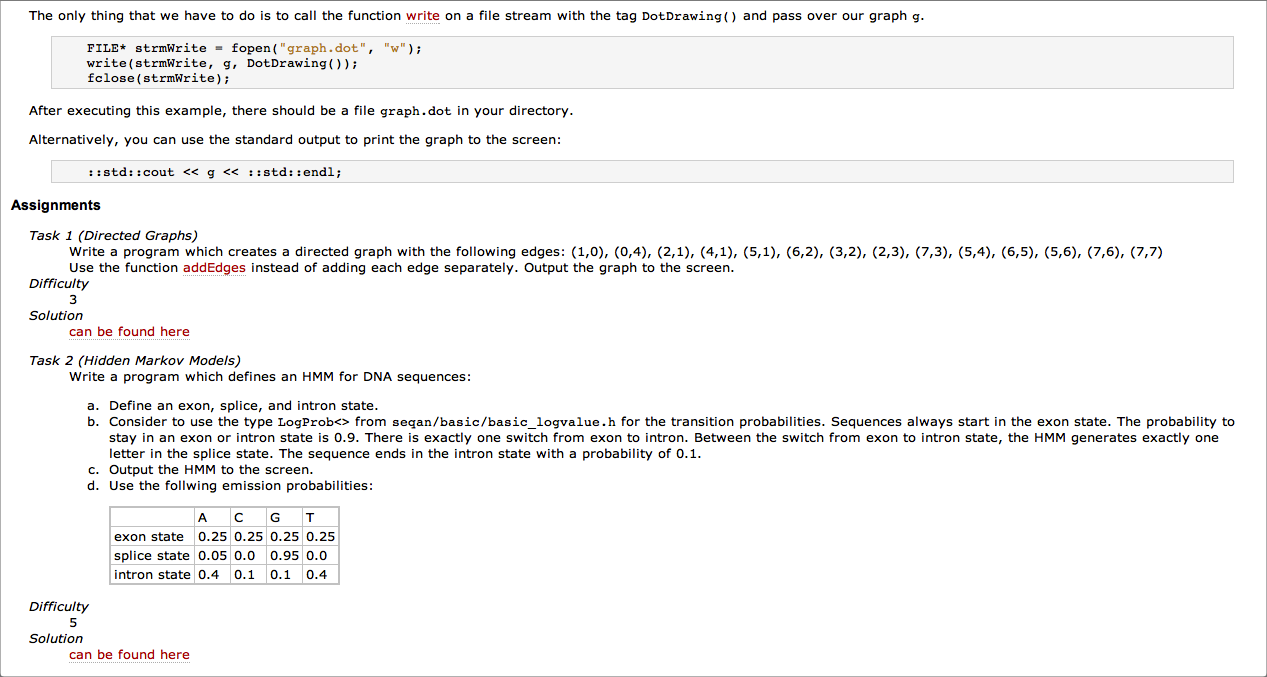 The only thing that we have to do is to call the function write on a file stream with the tag DotDrawing() and pass over our graph g.
FILE* strmWrite = fopen("graph.dot", "w");
write(strmWrite, g, DotDrawing());
fclose(strmWrite);
After executing this example, there should be a file graph.dot in your directory.
Alternatively, you can use the standard output to print the graph to the screen:
::std::cout << g << ::std::endl;
Assignments
Task 1 (Directed Graphs)
Write a program which creates a directed graph with the following edges: (1,0), (0,4), (2,1), (4,1), (5,1), (6,2), (3,2), (2,3), (7,3), (5,4), (6,5), (5,6), (7,6), (7,7)
Use the function addEdges instead of adding each edge separately. Output the graph to the screen.
Difficulty
3
Solution
can be found here
Task 2 (Hidden Markov Models)
Write a program which defines an HMM for DNA sequences:
a. Define an exon, splice, and intron state.
b. Consider to use the type LogProb<> from seqan/basic/basic_logvalue.h for the transition probabilities. Sequences always start in the exon state. The probability to
stay in an exon or intron state is 0.9. There is exactly one switch from exon to intron. Between the switch from exon to intron state, the HMM generates exactly one
letter in the splice state. The sequence ends in the intron state with a probability of 0.1.
c. Output the HMM to the screen.
d. Use the follwing emission probabilities:
A C G T
exon state 0.25 0.25 0.25 0.25
splice state 0.05 0.0 0.95 0.0
intron state 0.4 0.1 0.1 0.4
Difficulty
5
Solution
can be found here